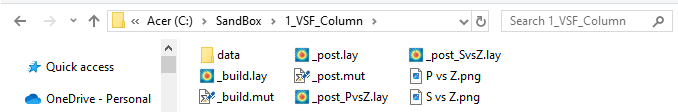 « Acer (C:) › SandBox › 1_VSF_Column ›
Search 1_VSF_Column
Quick access
OneDrive - Personal
data
_build.lay
_build.mut
_post.lay
_post.mut
_post_PvsZ.lay
_post_SvsZ.lay
P vs Z.png
S vs Z.png